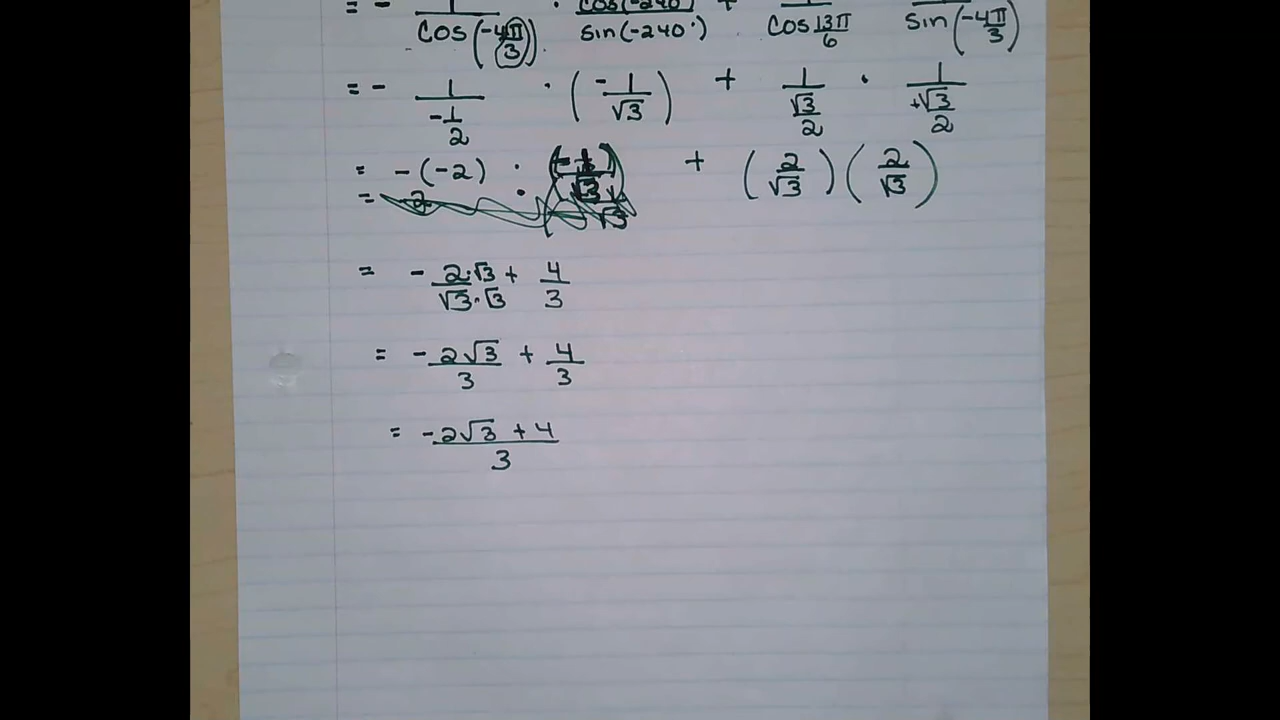 = - 1/cos(-4π/3) · cos(-240°)/sin(-240°) + 1/cos 13π/6 1/sin(-4π/3)
= - 1/(-1/2) · (-1/√3) + 1/(√3/2) · 1/(+√3/2)
= -(-2) · (-1/√3) + (2/√3)(2/√3)
= -2·√3/√3·√3 + 4/3
= -2√3/3 + 4/3
= -2√3 + 4/3